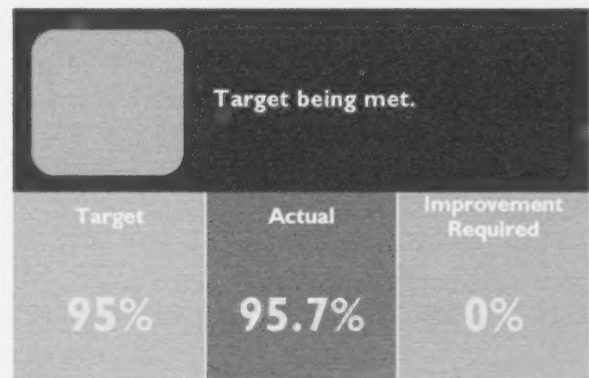 Target being met.
Target
Actual
Improvement
Required
95%
95.7%
0%